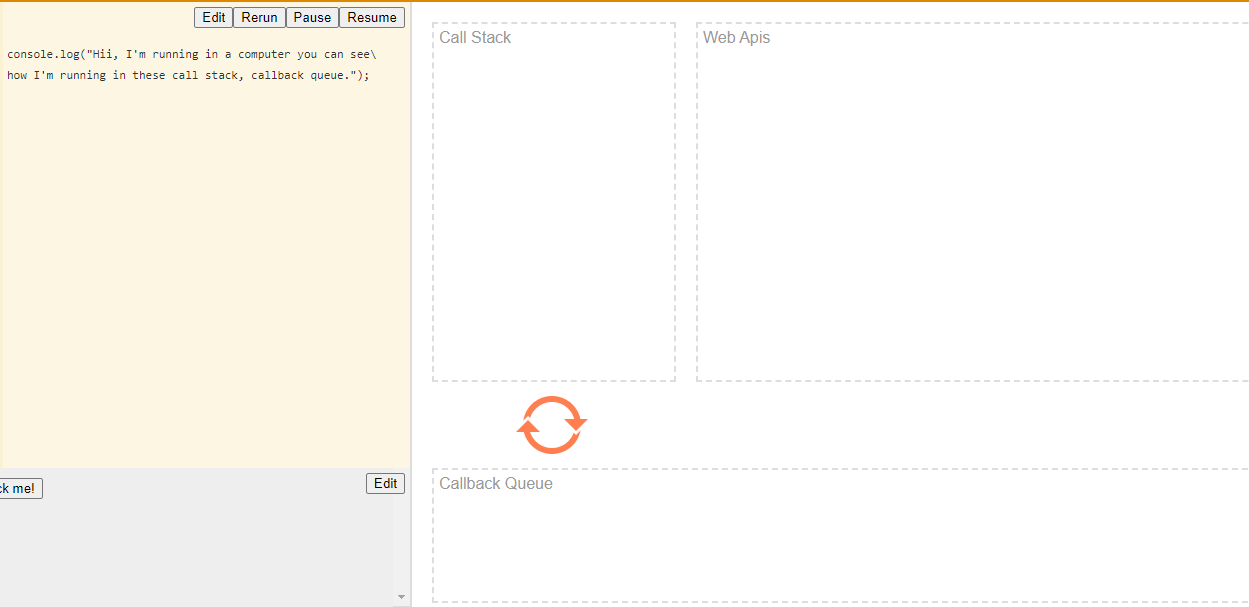 Edit Rerun Pause Resume
console.log("Hii, I'm running in a computer you can see\
how I'm running in these call stack, callback queue.");
Call Stack
Web Apis
Callback Queue
ck me!
Edit